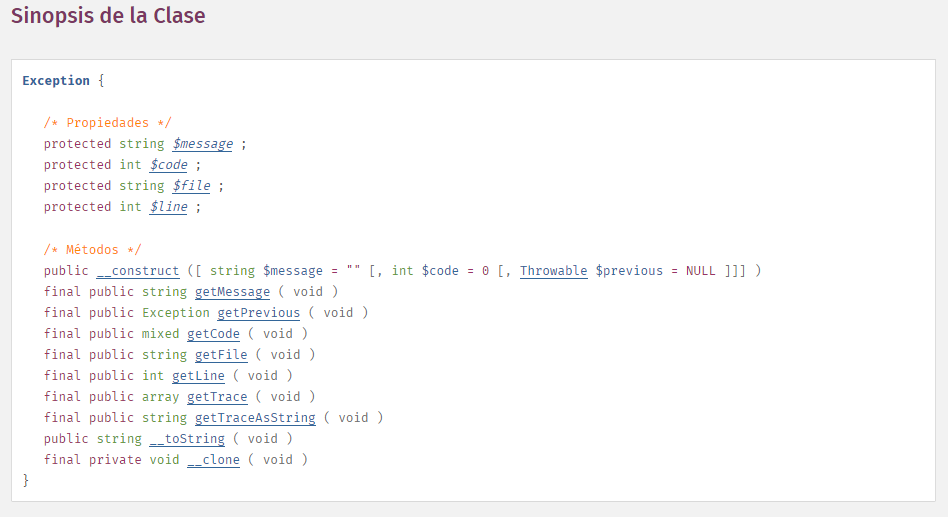 Sinopsis de la Clase
Exception {
/* Propiedades */
protected string $message ;
protected int $code ;
protected string $file ;
protected int $line ;
/* Métodos */
public __construct ([ string $message = "" [, int $code = 0 [, Throwable $previous = NULL ]]] )
final public string getMessage ( void )
final public Exception getPrevious ( void )
final public mixed getCode ( void )
final public string getFile ( void )
final public int getLine ( void )
final public array getTrace ( void )
final public string getTraceAsString ( void )
public string __toString ( void )
final private void __clone ( void )
}